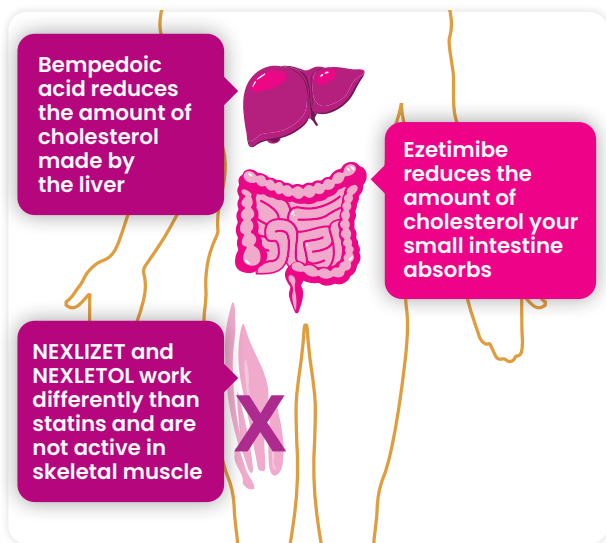 Bempedoic
acid reduces
the amount of
cholesterol
made by
the liver
Ezetimibe
reduces the
amount of
cholesterol your
small intestine
absorbs
NEXLIZET and
NEXLETOL work
differently than
statins and are
not active in
skeletal muscle
X